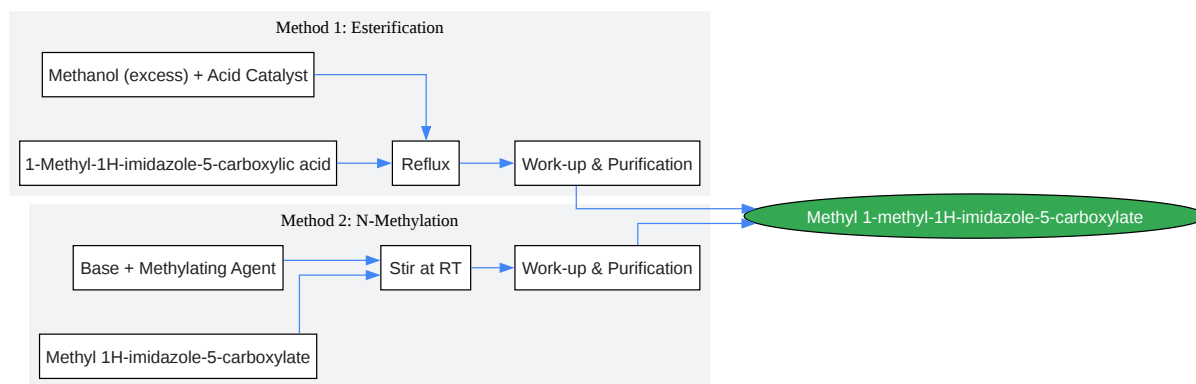 Method 1: Esterification
Methanol (excess) + Acid Catalyst
1-Methyl-1H-imidazole-5-carboxylic acid
Reflux
Work-up & Purification
Method 2: N-Methylation
Base + Methylating Agent
Stir at RT
Work-up & Purification
Methyl 1H-imidazole-5-carboxylate
Methyl 1-methyl-1H-imidazole-5-carboxylate